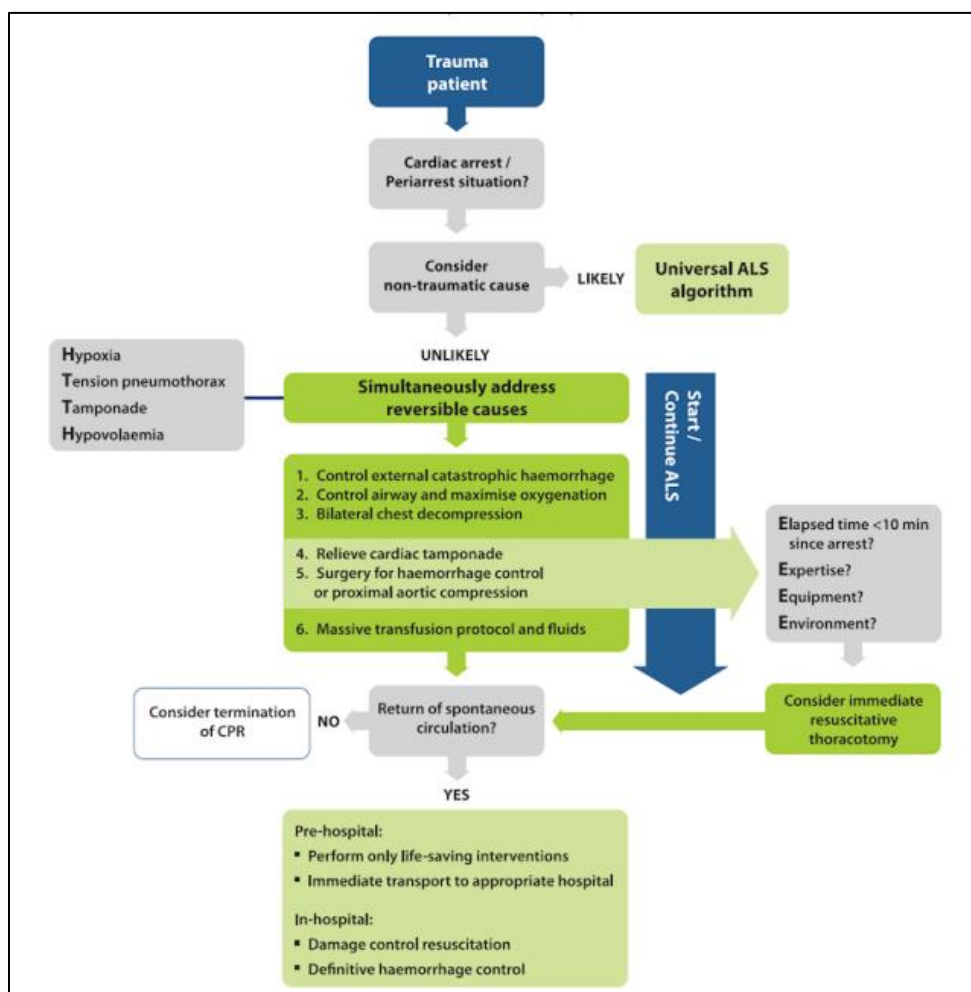 Trauma
patient
Cardiac arrest /
Periarrest situation?
Consider
non-traumatic cause
LIKELY
Universal ALS
algorithm
UNLIKELY
Hypoxia
Tension pneumothorax
Tamponade
Hypovolaemia
Simultaneously address
reversible causes
Start /
Continue ALS
1. Control external catastrophic haemorrhage
2. Control airway and maximise oxygenation
3. Bilateral chest decompression
4. Relieve cardiac tamponade
5. Surgery for haemorrhage control
or proximal aortic compression
6. Massive transfusion protocol and fluids
Elapsed time <10 min
since arrest?
Expertise?
Equipment?
Environment?
Consider immediate
resuscitative
thoracotomy
Return of spontaneous
circulation?
NO
Consider termination
of CPR
YES
Pre-hospital:
▪ Perform only life-saving interventions
▪ Immediate transport to appropriate hospital
In-hospital:
▪ Damage control resuscitation
▪ Definitive haemorrhage control